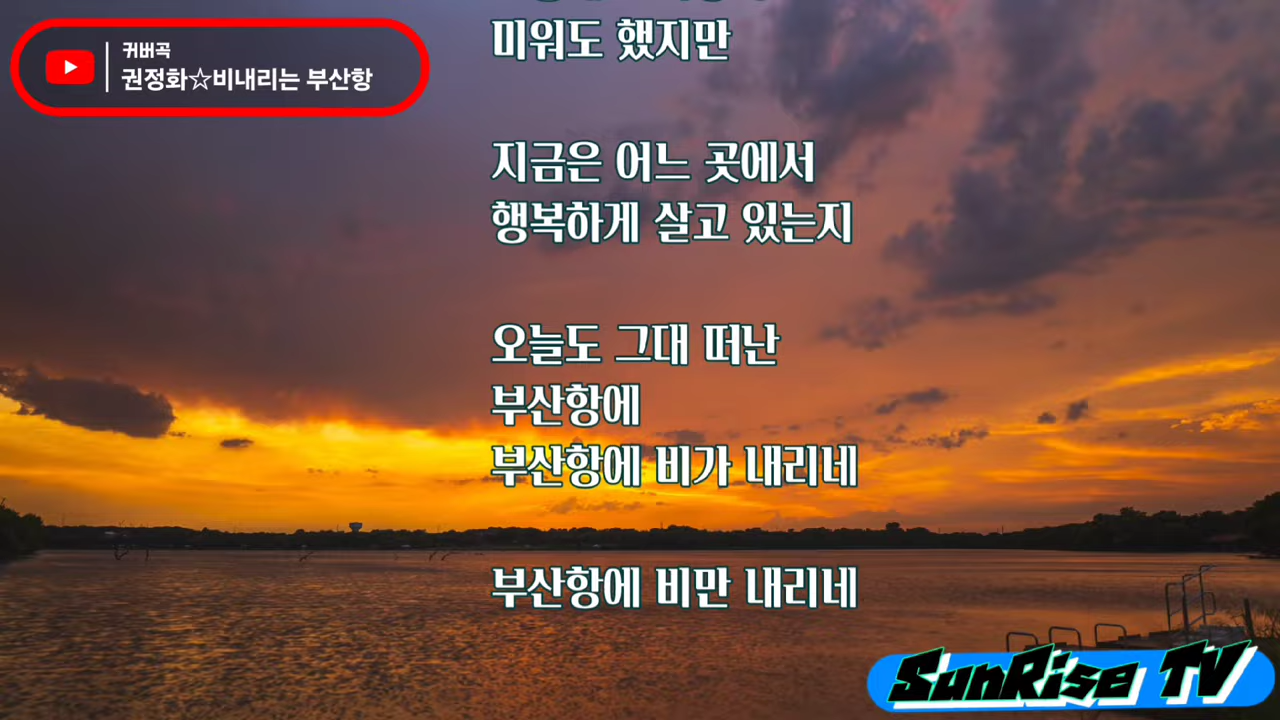 커버곡
권정화☆비내리는 부산항
미워도 했지만
지금은 어느 곳에서
행복하게 살고 있는지
오늘도 그대 떠난
부산항에
부산항에 비가 내리네
부산항에 비만 내리네
SunRise TV